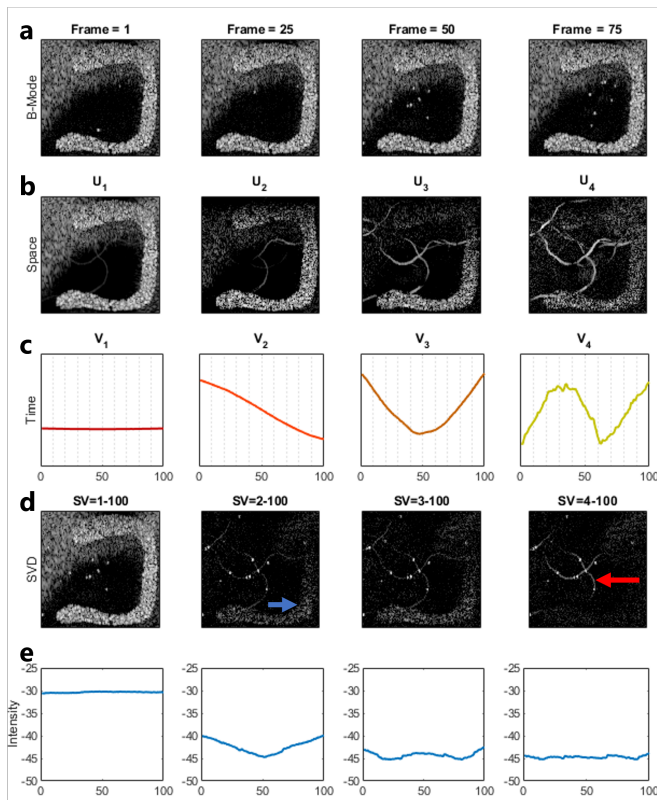 a
Frame = 1 Frame = 25 Frame = 50 Frame = 75
B-Mode
b
U1 U2 U3 U4
Space
c
V1 V2 V3 V4
Time
0 50 100 0 50 100 0 50 100 0 50 100
d
SV=1-100 SV=2-100 SV=3-100 SV=4-100
SVD
e
-25 -25 -25 -25
-30 -30 -30 -30
-35 -35 -35 -35
-40 -40 -40 -40
-45 -45 -45 -45
-50 -50 -50 -50
Intensity
0 50 100 0 50 100 0 50 100 0 50 100